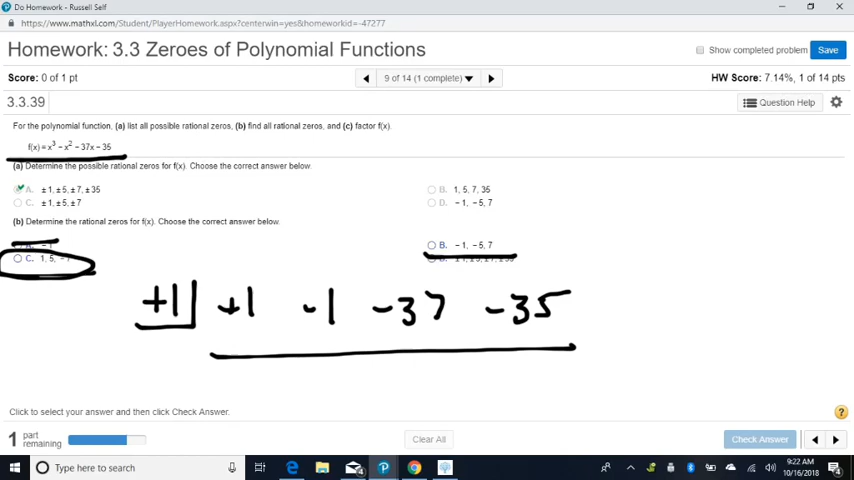 Do Homework - Russell Self
https://www.mathxl.com/Student/PlayerHomework.aspx?centerwin=yes&homeworkid=-47277
Homework: 3.3 Zeroes of Polynomial Functions
Show completed problem
Save
Score: 0 of 1 pt
9 of 14 (1 complete)
HW Score: 7.14%, 1 of 14 pts
3.3.39
Question Help
For the polynomial function, (a) list all possible rational zeros, (b) find all rational zeros, and (c) factor f(x).
f(x) = x³ − x² − 37x − 35
(a) Determine the possible rational zeros for f(x). Choose the correct answer below.
A. ± 1, ± 5, ± 7, ± 35
B. 1, 5, 7, 35
C. ± 1, ± 5, ± 7
D. − 1, − 5, 7
(b) Determine the rational zeros for f(x). Choose the correct answer below.
A. − 1
B. − 1, − 5, 7
C. 1, 5,
+1 +1 -1 -37 -35
Click to select your answer and then click Check Answer.
1 part remaining
Clear All
Check Answer
Type here to search
9:22 AM
10/16/2018